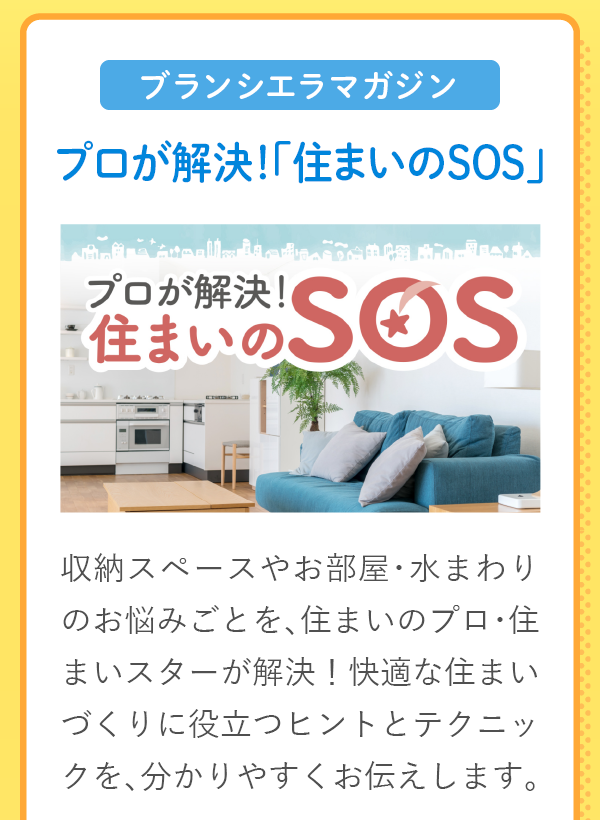 ブランシエラマガジン
プロが解決！「住まいのSOS」
プロが解決！
住まいのSOS
収納スペースやお部屋・水まわり
のお悩みごとを、住まいのプロ・住
まいスターが解決！快適な住まい
づくりに役立つヒントとテクニッ
クを、分かりやすくお伝えします。